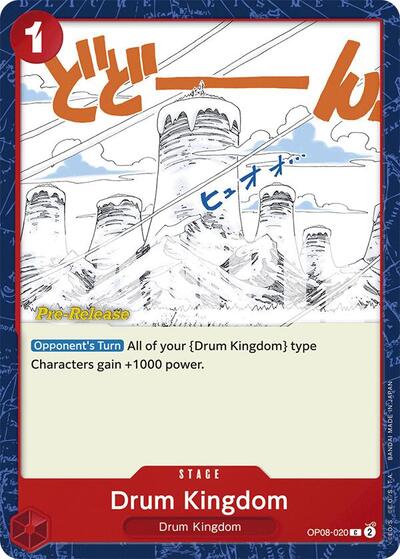 1
どどーん
ヒュオオ…
Pre-Release
Opponent's Turn All of your {Drum Kingdom} type
Characters gain +1000 power.
BANDAI MADE IN JAPAN
STAGE
Drum Kingdom
Drum Kingdom
OP08-020 C 2